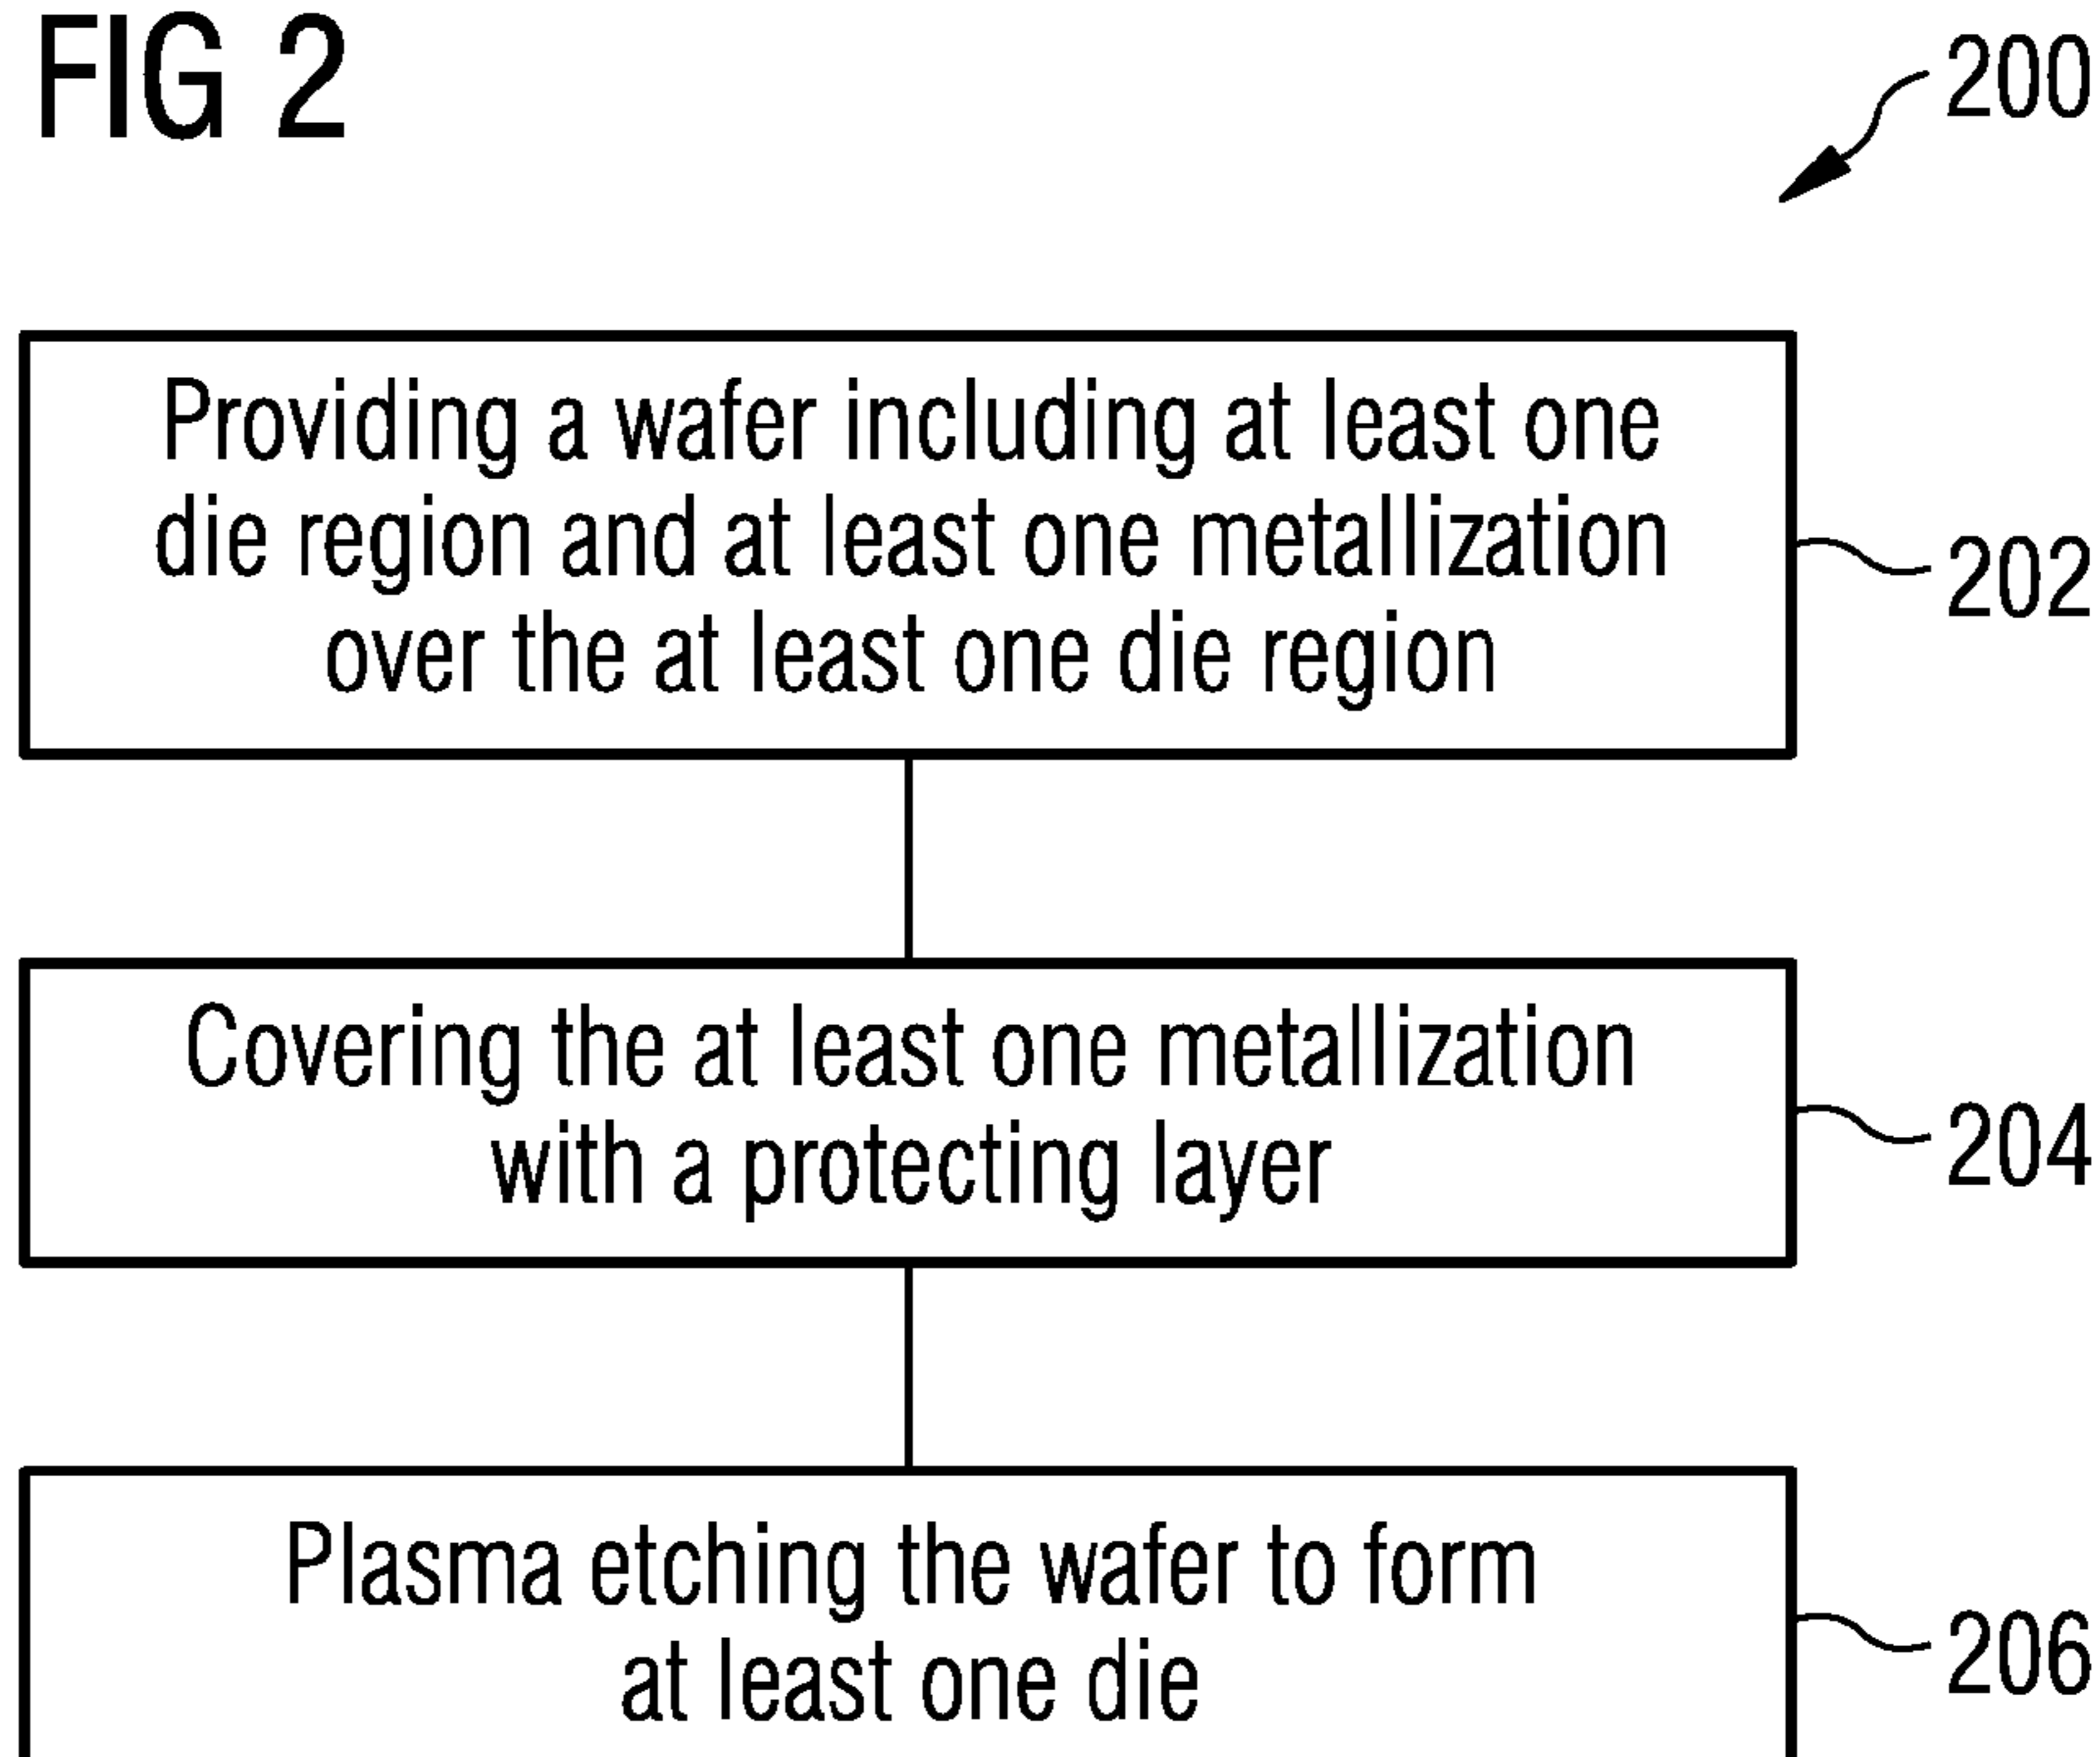 FIG 2
200
Providing a wafer including at least one
die region and at least one metallization
over the at least one die region
202
Covering the at least one metallization
with a protecting layer
204
Plasma etching the wafer to form
at least one die
206